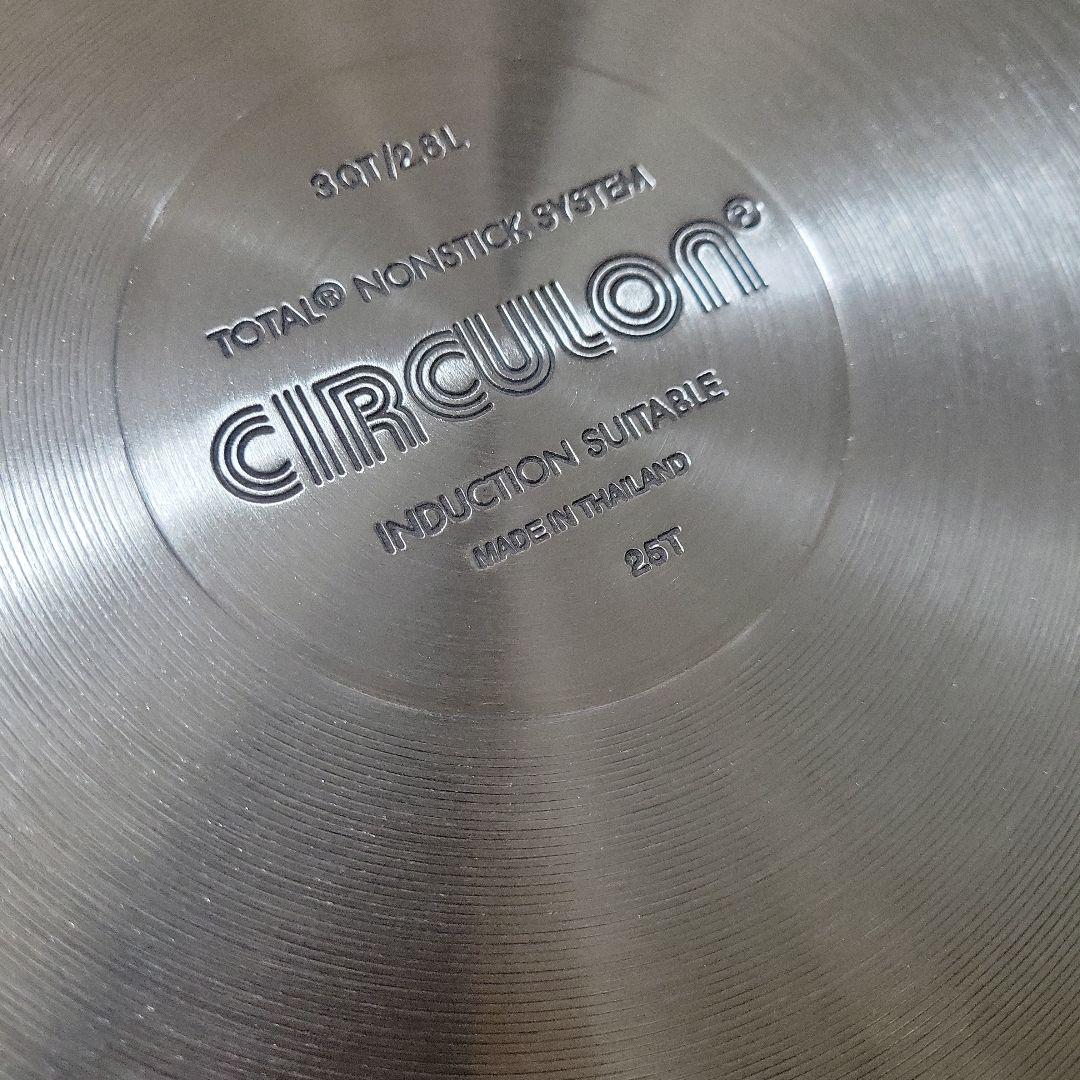 3QT/2.8L
TOTAL® NONSTICK SYSTEM
CIRCULON®
INDUCTION SUITABLE
MADE IN THAILAND
25T